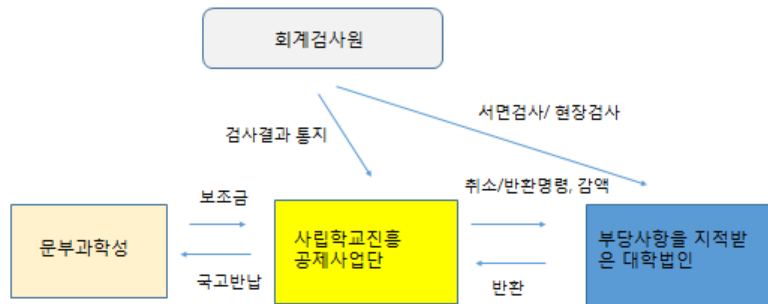 회계검사원
서면검사/ 현장검사
검사결과 통지
보조금
취소/반환명령, 감액
문부과학성
사립학교진흥
공제사업단
부당사항을 지적받
은 대학법인
국고반납
반환